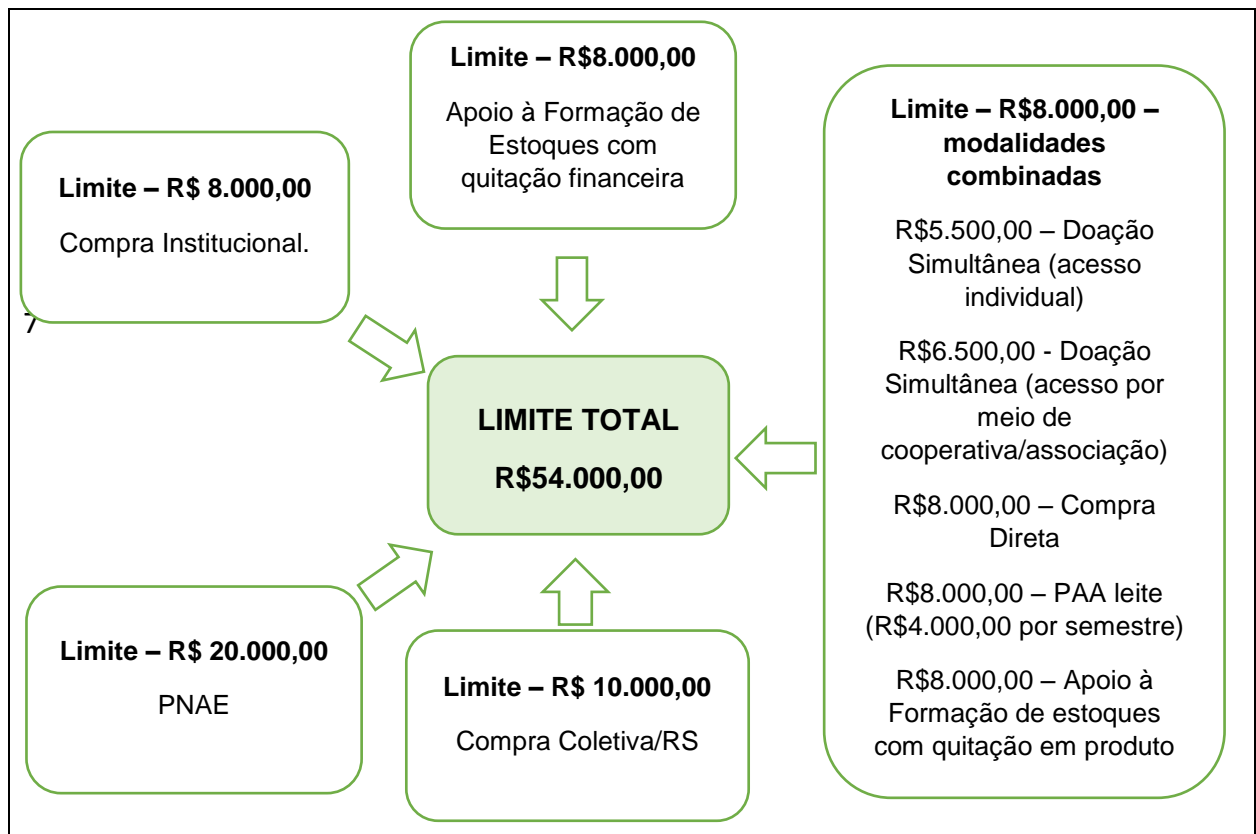 Limite – R$8.000,00
Apoio à Formação de
Estoques com
quitação financeira
Limite – R$ 8.000,00
Compra Institucional.
7
Limite – R$8.000,00 –
modalidades
combinadas
R$5.500,00 – Doação
Simultânea (acesso
individual)
R$6.500,00 - Doação
Simultânea (acesso por
meio de
cooperativa/associação)
R$8.000,00 – Compra
Direta
R$8.000,00 – PAA leite
(R$4.000,00 por semestre)
R$8.000,00 – Apoio à
Formação de estoques
com quitação em produto
LIMITE TOTAL
R$54.000,00
Limite – R$ 20.000,00
PNAE
Limite – R$ 10.000,00
Compra Coletiva/RS